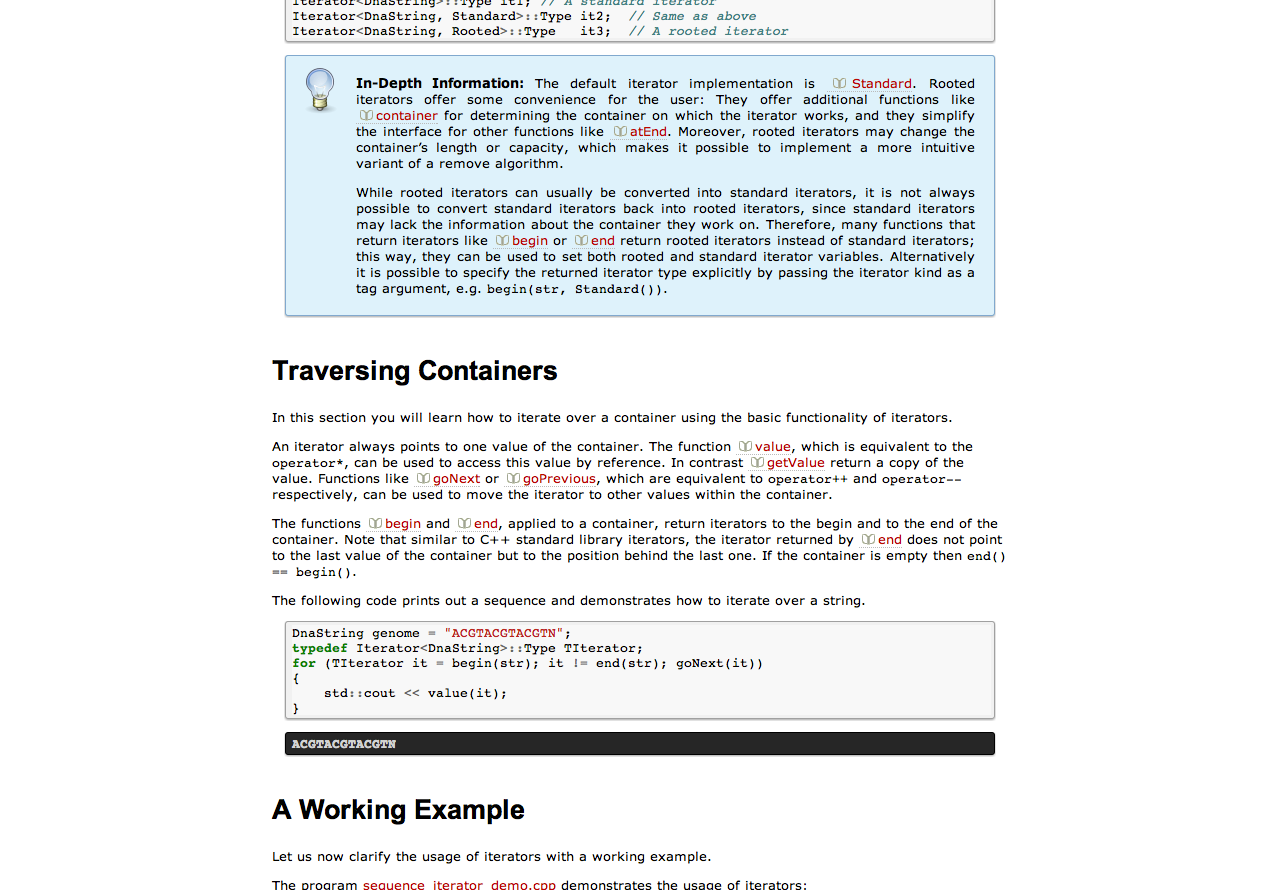 Iterator<DnaString>::Type it1; // A standard iterator
Iterator<DnaString, Standard>::Type it2;  // Same as above
Iterator<DnaString, Rooted>::Type   it3;  // A rooted iterator
In-Depth Information: The default iterator implementation is Standard. Rooted
iterators offer some convenience for the user: They offer additional functions like
container for determining the container on which the iterator works, and they simplify
the interface for other functions like atEnd. Moreover, rooted iterators may change the
container’s length or capacity, which makes it possible to implement a more intuitive
variant of a remove algorithm.
While rooted iterators can usually be converted into standard iterators, it is not always
possible to convert standard iterators back into rooted iterators, since standard iterators
may lack the information about the container they work on. Therefore, many functions that
return iterators like begin or end return rooted iterators instead of standard iterators;
this way, they can be used to set both rooted and standard iterator variables. Alternatively
it is possible to specify the returned iterator type explicitly by passing the iterator kind as a
tag argument, e.g. begin(str, Standard()).
Traversing Containers
In this section you will learn how to iterate over a container using the basic functionality of iterators.
An iterator always points to one value of the container. The function value, which is equivalent to the
operator*, can be used to access this value by reference. In contrast getValue return a copy of the
value. Functions like goNext or goPrevious, which are equivalent to operator++ and operator--
respectively, can be used to move the iterator to other values within the container.
The functions begin and end, applied to a container, return iterators to the begin and to the end of the
container. Note that similar to C++ standard library iterators, the iterator returned by end does not point
to the last value of the container but to the position behind the last one. If the container is empty then end()
== begin().
The following code prints out a sequence and demonstrates how to iterate over a string.
DnaString genome = "ACGTACGTACGTN";
typedef Iterator<DnaString>::Type TIterator;
for (TIterator it = begin(str); it != end(str); goNext(it))
{
    std::cout << value(it);
}
ACGTACGTACGTN
A Working Example
Let us now clarify the usage of iterators with a working example.
The program sequence_iterator_demo.cpp demonstrates the usage of iterators: